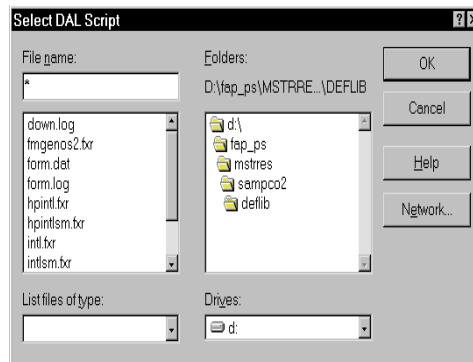 Select DAL Script
File name:
*
down.log
fmgenos2.fxr
form.dat
form.log
hpintl.fxr
hpintlsm.fxr
intl.fxr
intlsm.fxr
List files of type:
Folders:
D:\fap_ps\MSTRRE...\DEFLIB
d:\
fap_ps
mstrres
sampco2
deflib
Drives:
d:
OK
Cancel
Help
Network...